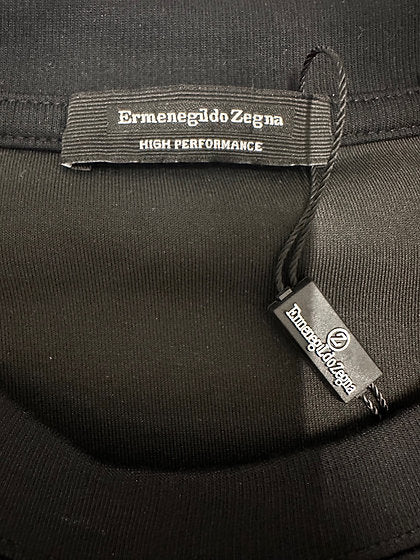 Ermenegildo Zegna
HIGH PERFORMANCE
Z
Ermenegildo Zegna